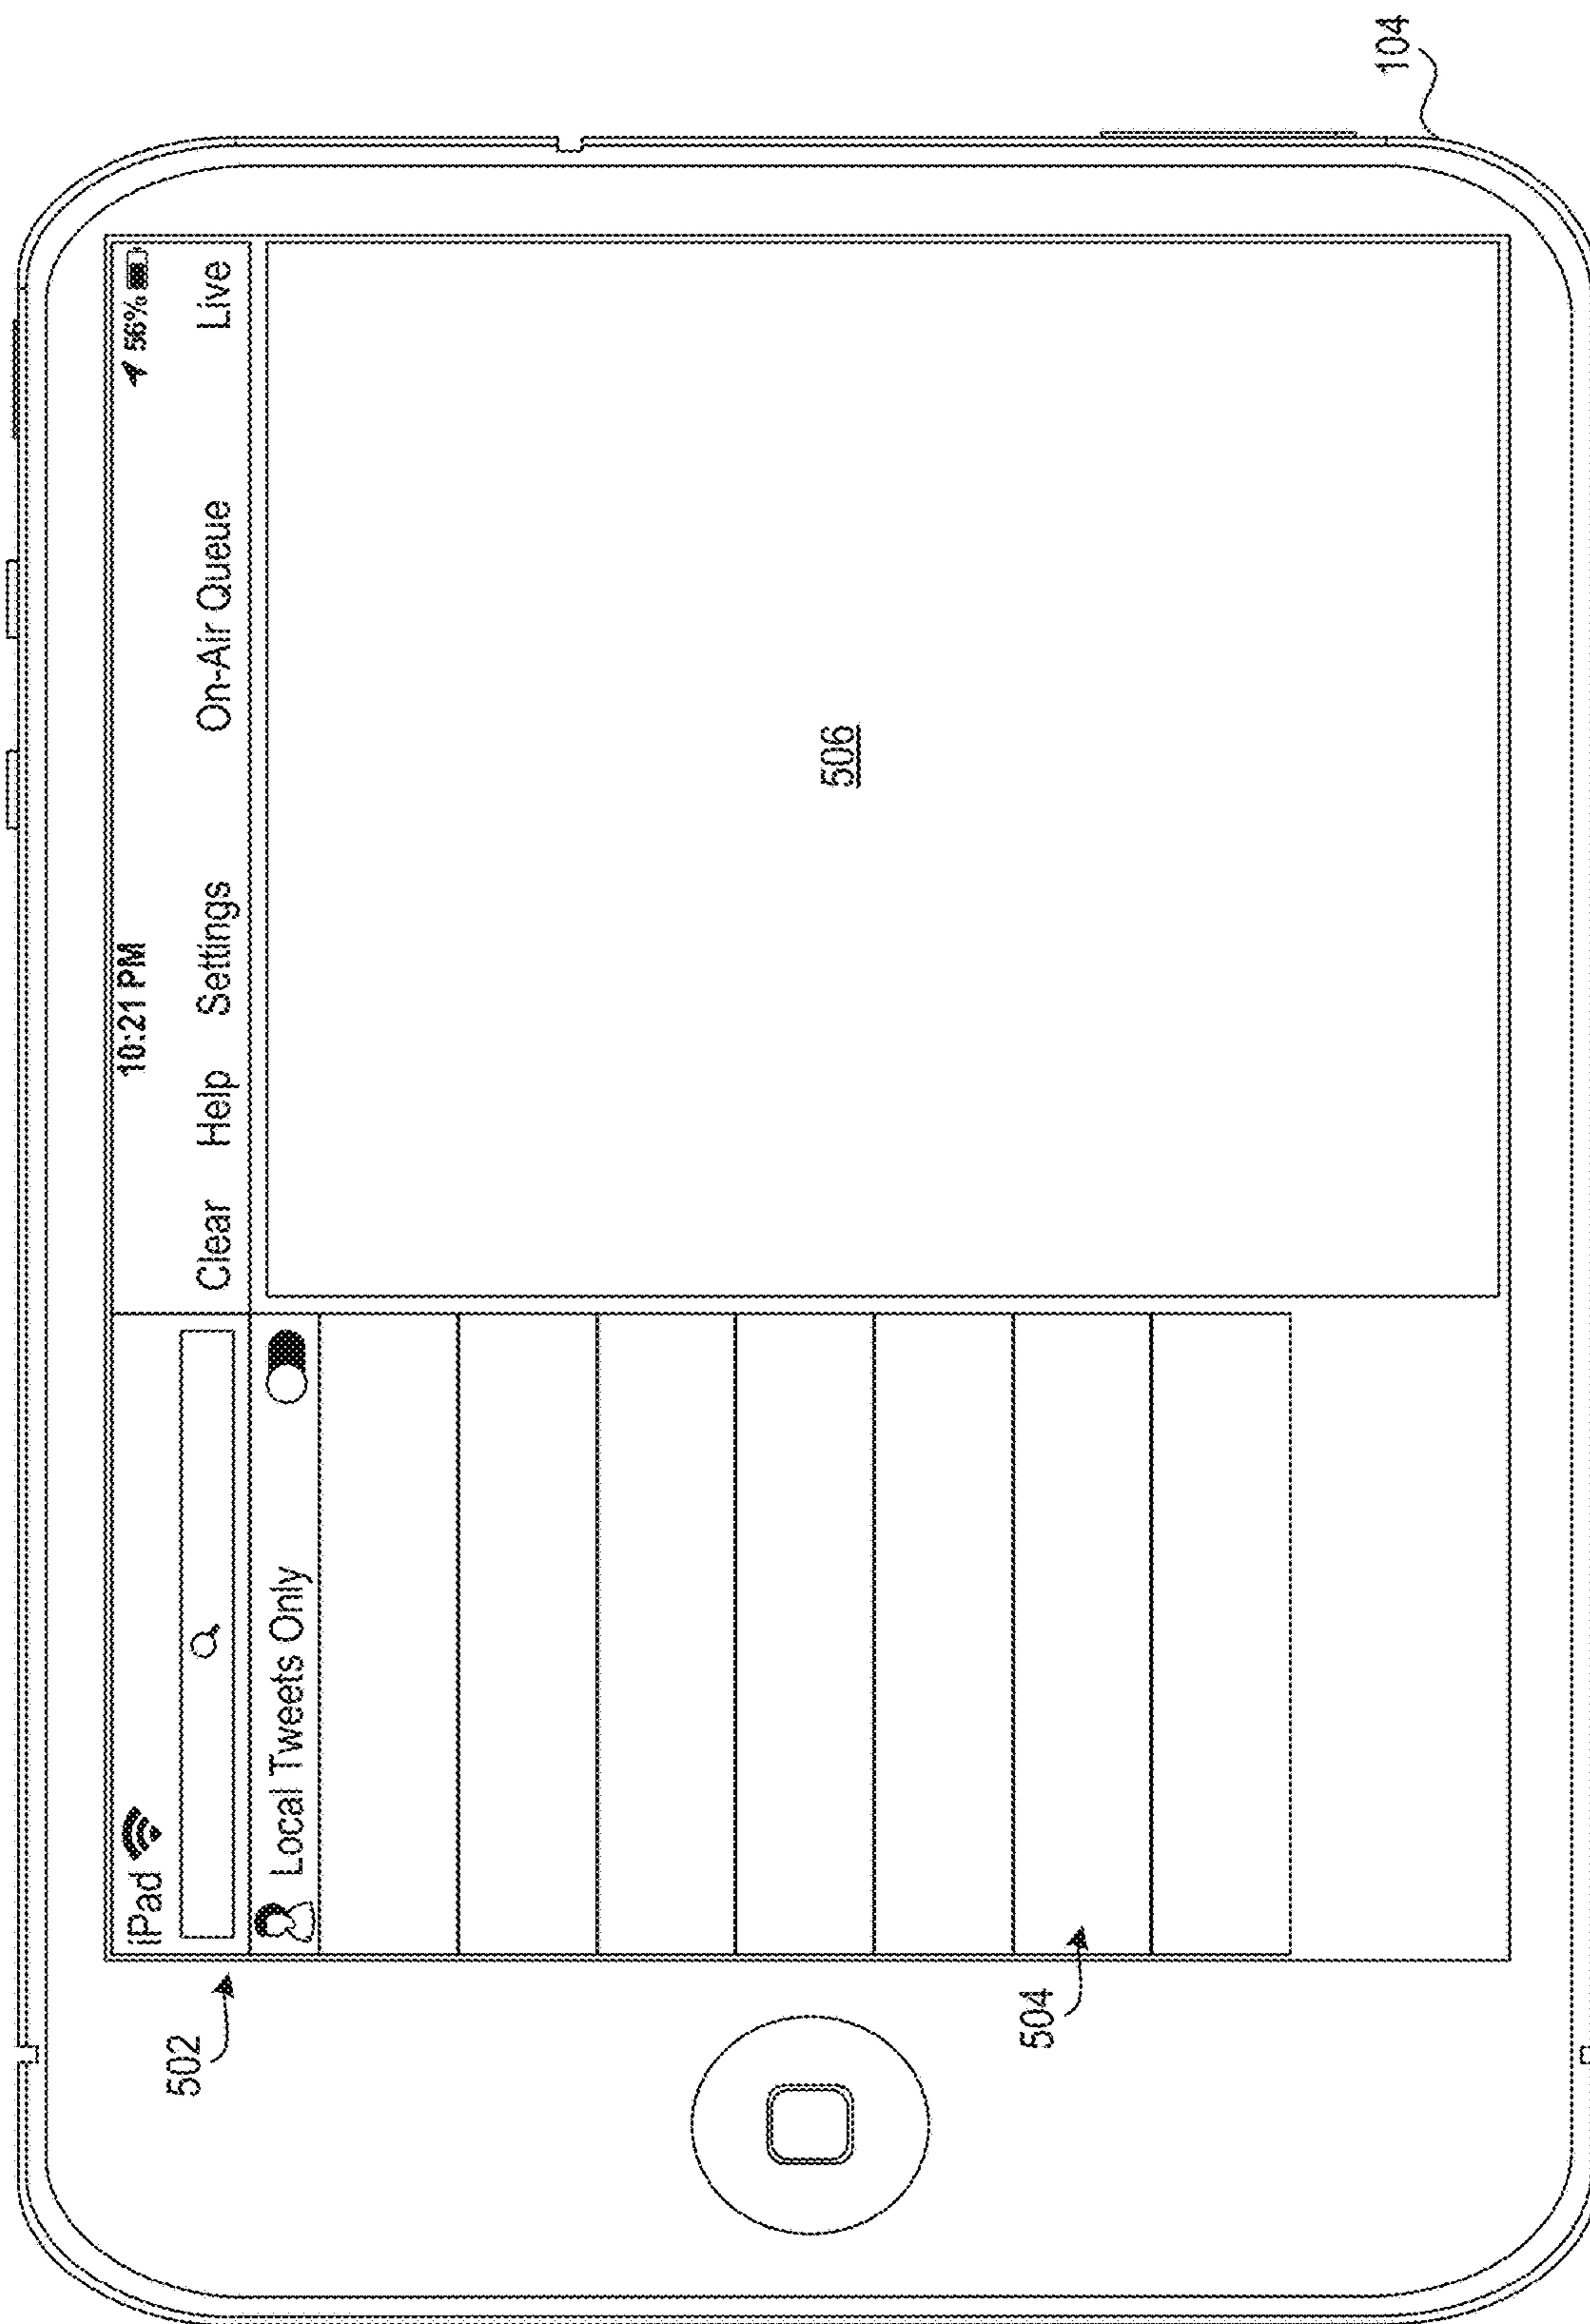 iPad 10:21 PM 56%
Clear Help Settings On-Air Queue Live
Local Tweets Only
502
504
506
104